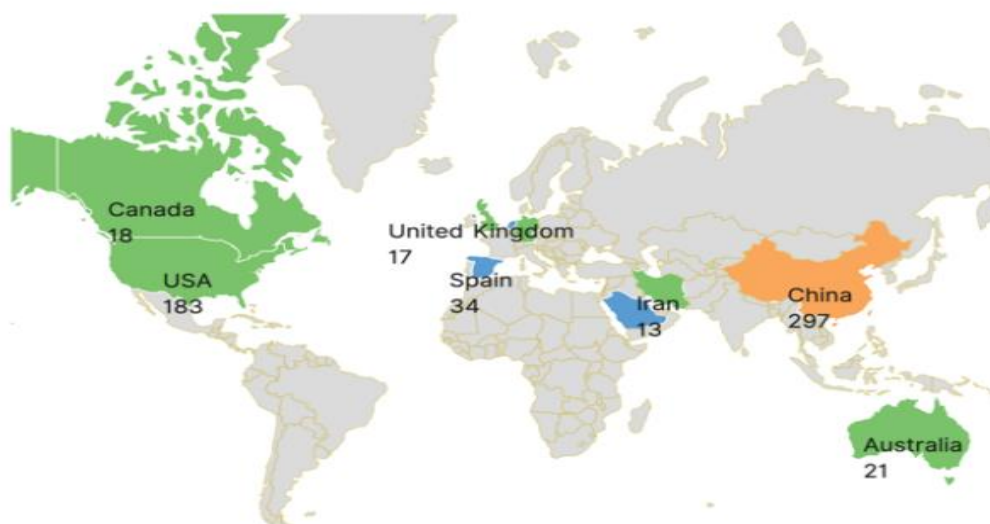 Canada
18
USA
183
United Kingdom
17
Spain
34
Iran
13
China
297
Australia
21